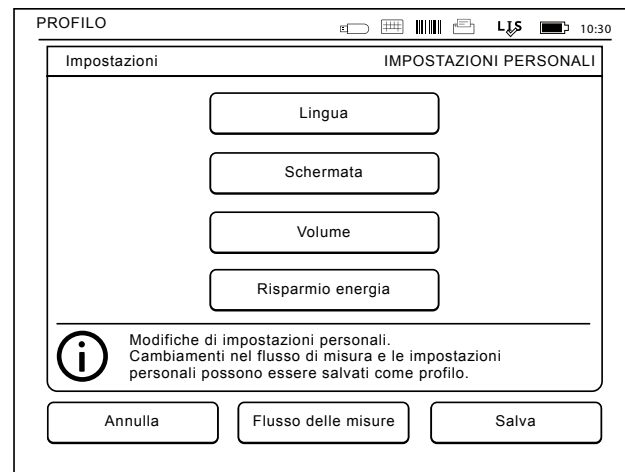 PROFILO LIS 10:30
Impostazioni IMPOSTAZIONI PERSONALI
Lingua
Schermata
Volume
Risparmio energia
Modifiche di impostazioni personali.
Cambiamenti nel flusso di misura e le impostazioni
personali possono essere salvati come profilo.
Annulla Flusso delle misure Salva